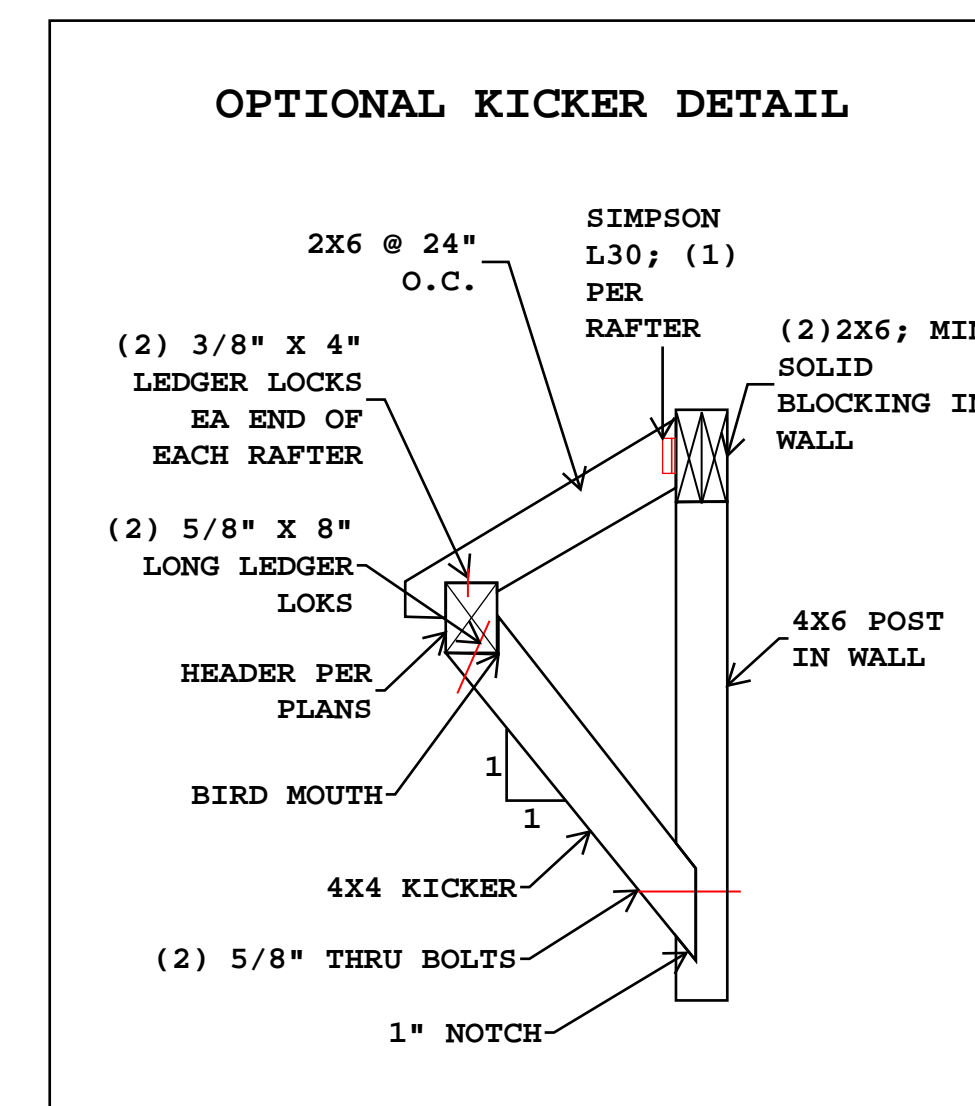 OPTIONAL KICKER DETAIL
2X6 @ 24"
O.C.
SIMPSON
L30; (1)
PER
RAFTER
(2) 3/8" X 4"
LEDGER LOCKS
EA END OF
EACH RAFTER
(2)2X6;
SOLID
BLOCKING
WALL
(2) 5/8" X 8"
LONG LEDGER
LOKS
4X6 POST
IN WALL
HEADER PER
PLANS
1
1
BIRD MOUTH
4X4 KICKER
(2) 5/8" THRU BOLTS
1" NOTCH